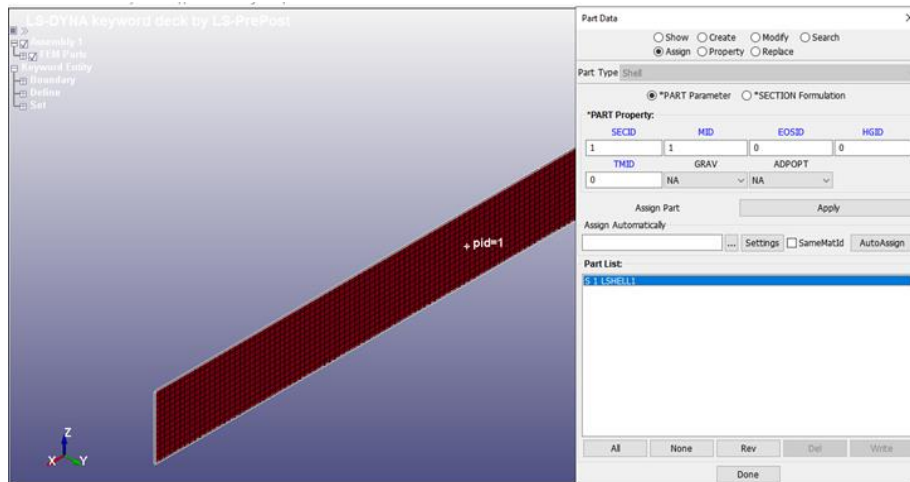 LS-DYNA keyword deck by LS-PrePost
Assembly 1
FEM Parts
Keyword Entity
Boundary
Define
Set
pid=1
Z
X Y
Part Data
Show Create Modify Search
Assign Property Replace
Part Type Shell
*PART Parameter *SECTION Formulation
*PART Property:
SECID MID EOSID HGID
1 1 0 0
TMID GRAV ADPOPT
0 NA NA
Assign Part Apply
Assign Automatically
... Settings SameMatId AutoAssign
Part List:
S 1 LSHELL1
All None Rev Del Write
Done